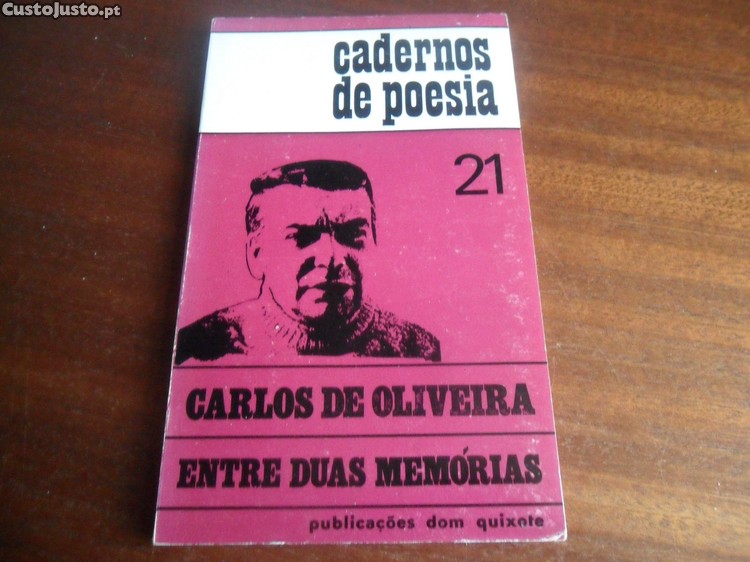 CustoJusto.pt
cadernos
de poesia
21
CARLOS DE OLIVEIRA
ENTRE DUAS MEMÓRIAS
publicações dom quixote